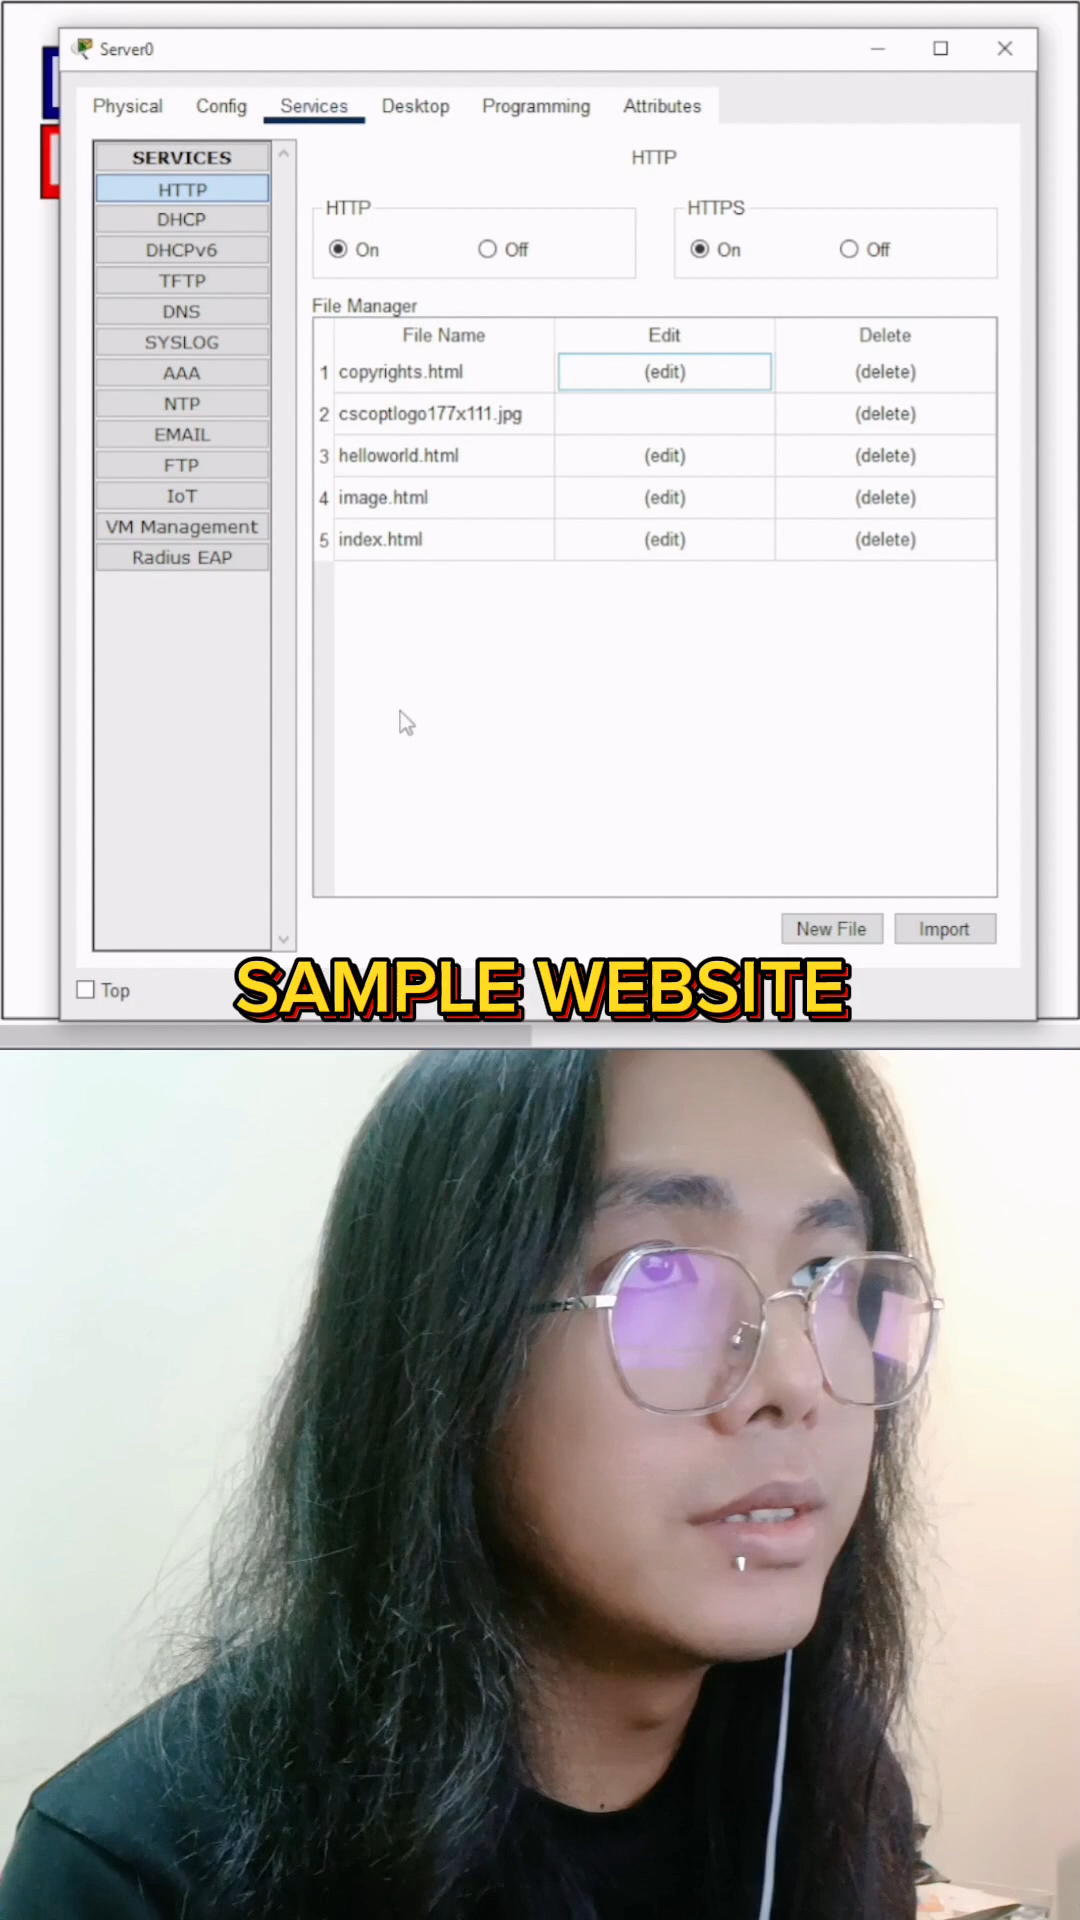 Server0
Physical Config Services Desktop Programming Attributes
SERVICES
HTTP
DHCP
DHCPv6
TFTP
DNS
SYSLOG
AAA
NTP
EMAIL
FTP
IoT
VM Management
Radius EAP
HTTP
HTTP
On Off
HTTPS
On Off
File Manager
File Name Edit Delete
1 copyrights.html (edit) (delete)
2 cscoptlogo177x111.jpg (delete)
3 helloworld.html (edit) (delete)
4 image.html (edit) (delete)
5 index.html (edit) (delete)
New File Import
Top
SAMPLE WEBSITE